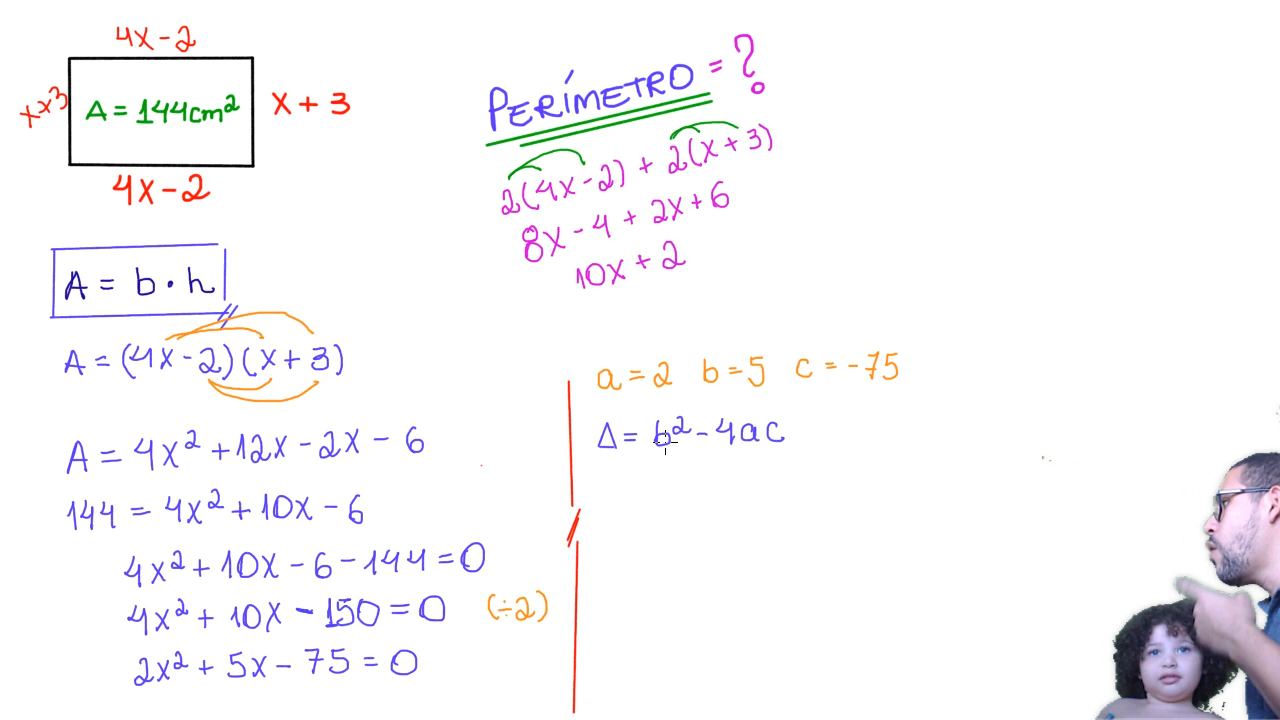 4x - 2
x+3
A = 144cm²
x + 3
4x - 2
PERÍMETRO = ?
2(4x - 2) + 2(x + 3)
8x - 4 + 2x + 6
10x + 2
A = b · h
A = (4x - 2)(x + 3)
A = 4x² + 12x - 2x - 6
144 = 4x² + 10x - 6
4x² + 10x - 6 - 144 = 0
4x² + 10x - 150 = 0 (÷2)
2x² + 5x - 75 = 0
a = 2 b = 5 c = -75
Δ = b² - 4ac